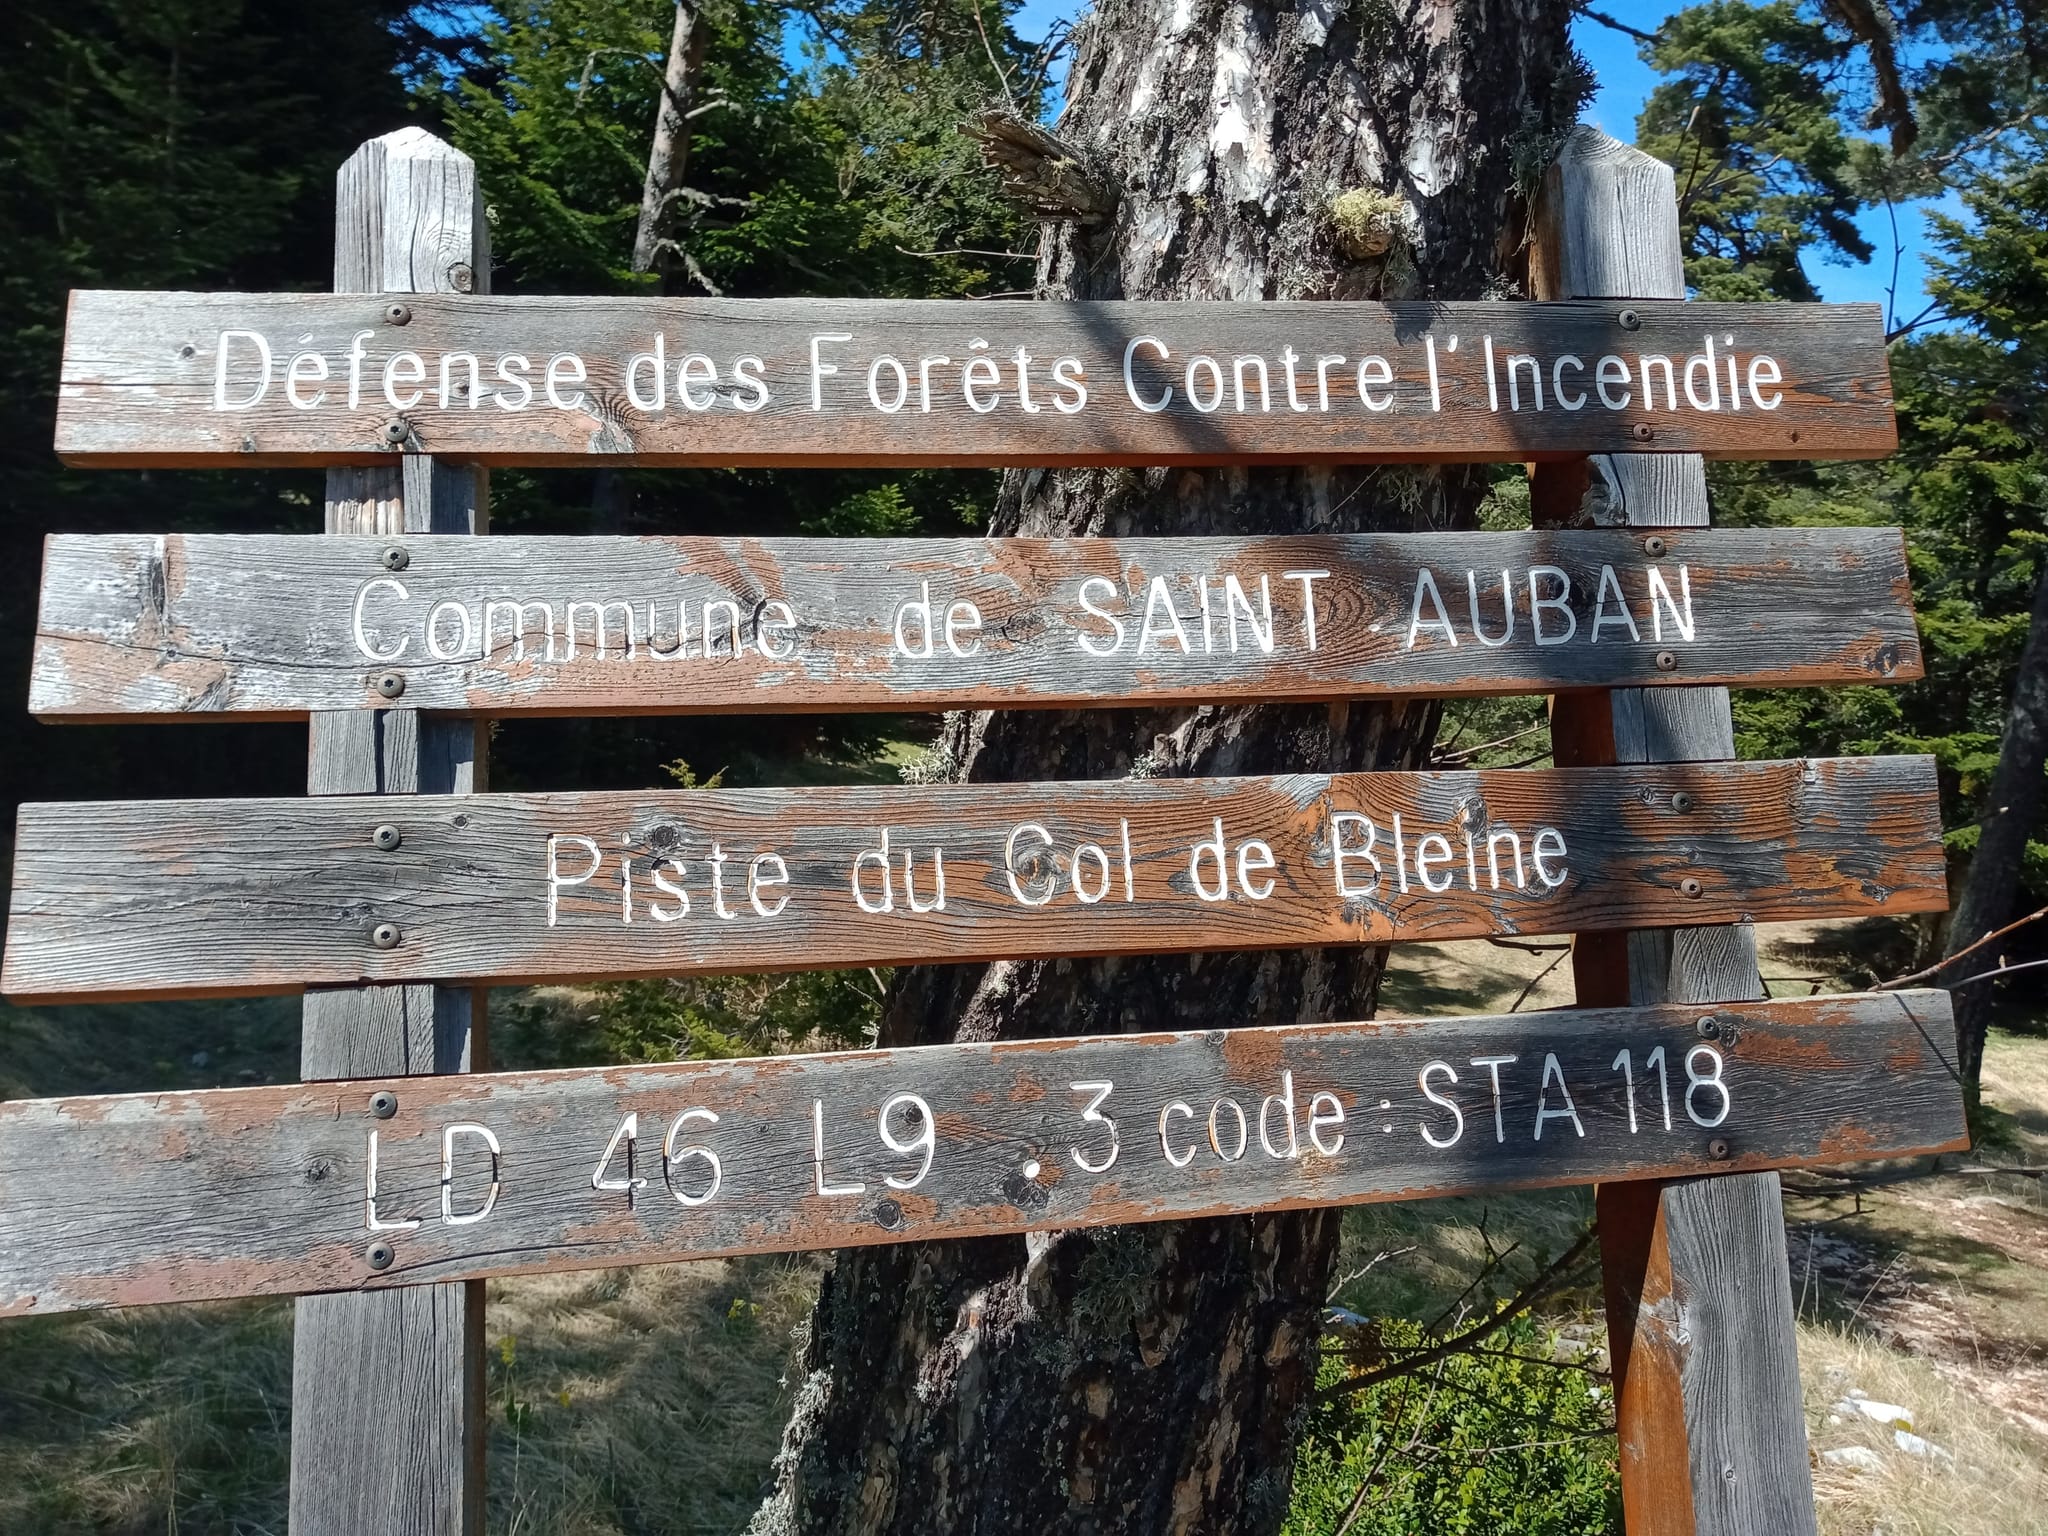 Défense des Forêts Contre l'Incendie
Commune de SAINT AUBAN
Piste du Col de Bleine
LD 46 L9 .3 code : STA 118